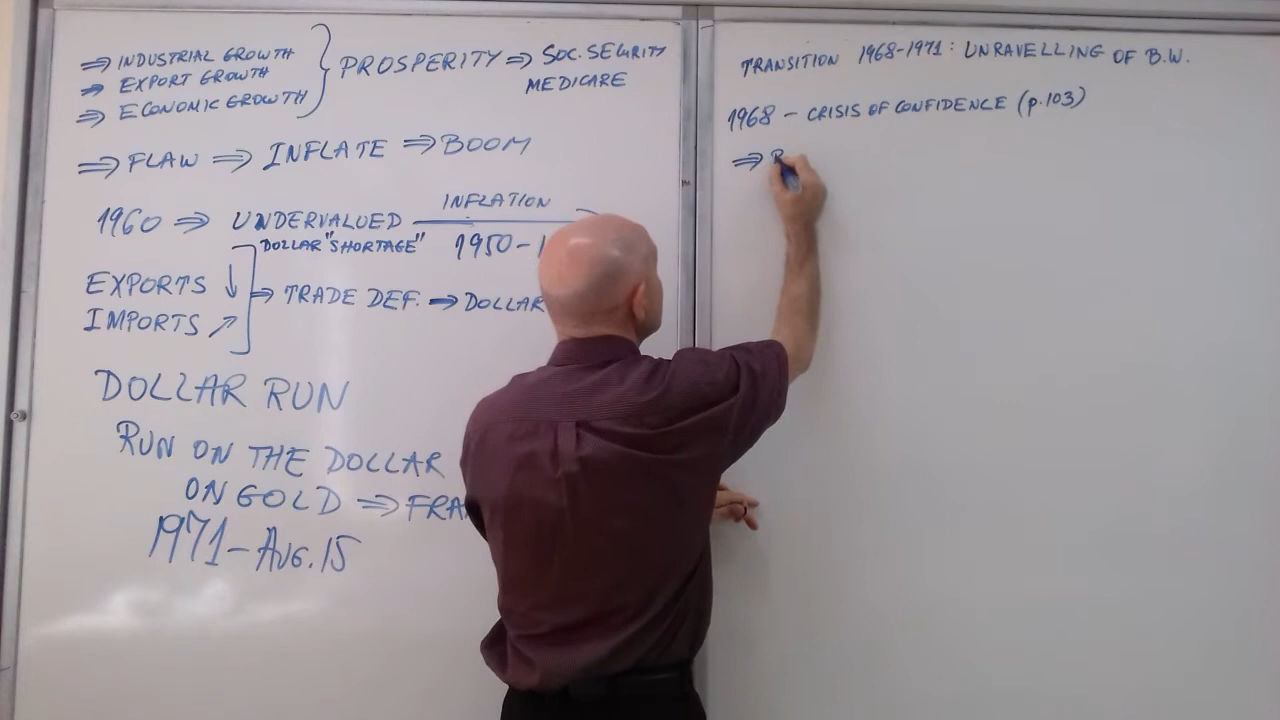 ⇒ INDUSTRIAL GROWTH
⇒ EXPORT GROWTH
⇒ ECONOMIC GROWTH
} PROSPERITY ⇒ SOC. SECURITY
MEDICARE
⇒ FLAW ⇒ INFLATE ⇒ BOOM
1960 ⇒ UNDERVALUED INFLATION
DOLLAR "SHORTAGE" 1950-1
EXPORTS ↓
IMPORTS ↗
⇒ TRADE DEF. → DOLLAR
DOLLAR RUN
RUN ON THE DOLLAR
ON GOLD ⇒ FRA
1971 - AUG. 15
TRANSITION 1968-1971: UNRAVELLING OF B.W.
1968 - CRISIS OF CONFIDENCE (p. 103)
⇒